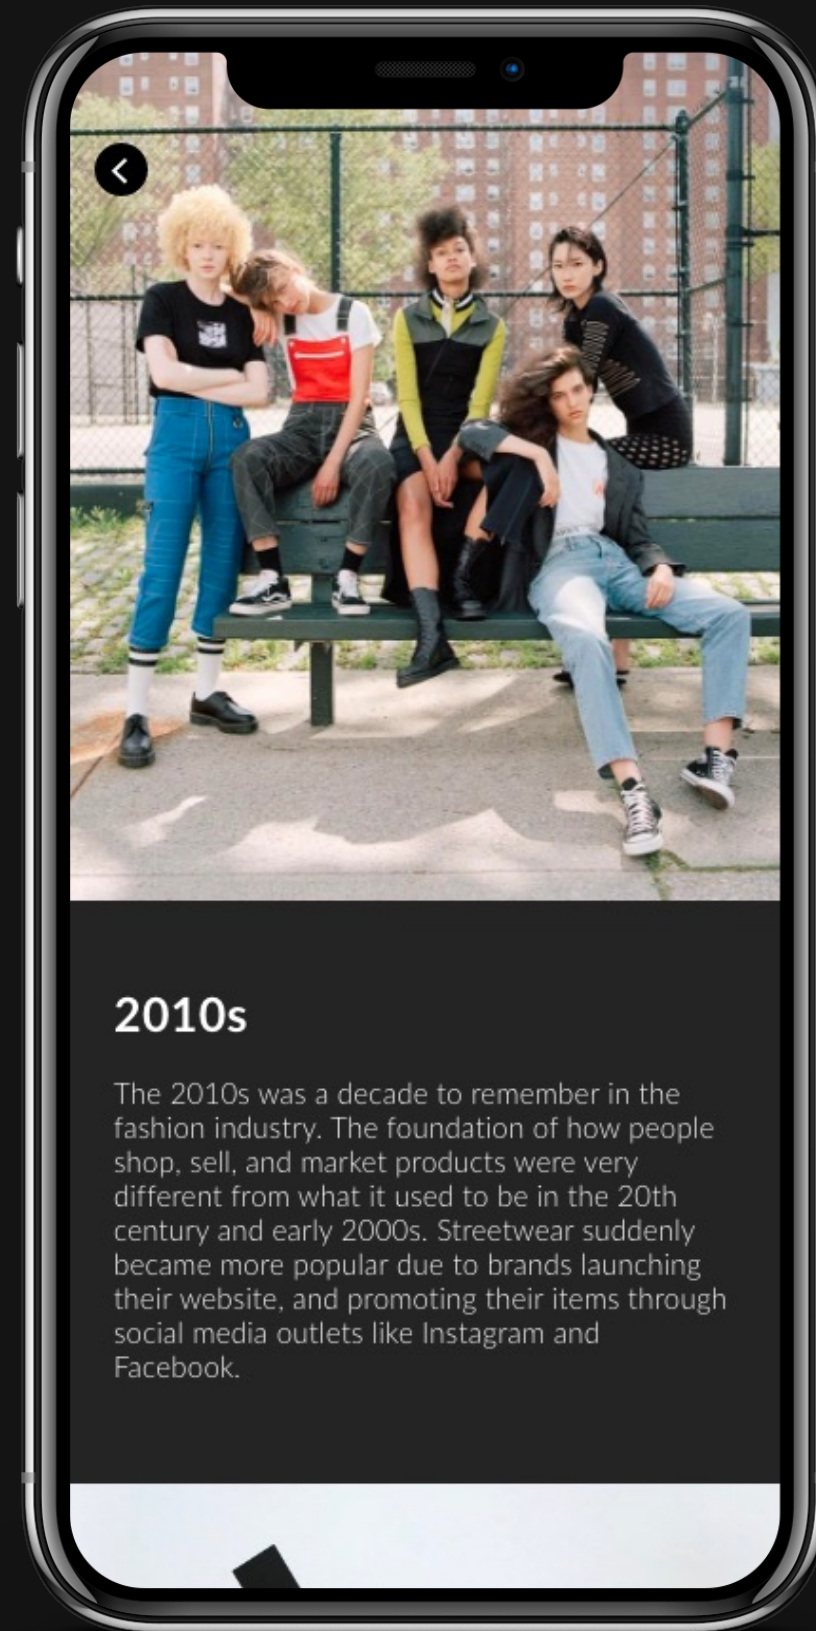 2010s
The 2010s was a decade to remember in the
fashion industry. The foundation of how people
shop, sell, and market products were very
different from what it used to be in the 20th
century and early 2000s. Streetwear suddenly
became more popular due to brands launching
their website, and promoting their items through
social media outlets like Instagram and
Facebook.